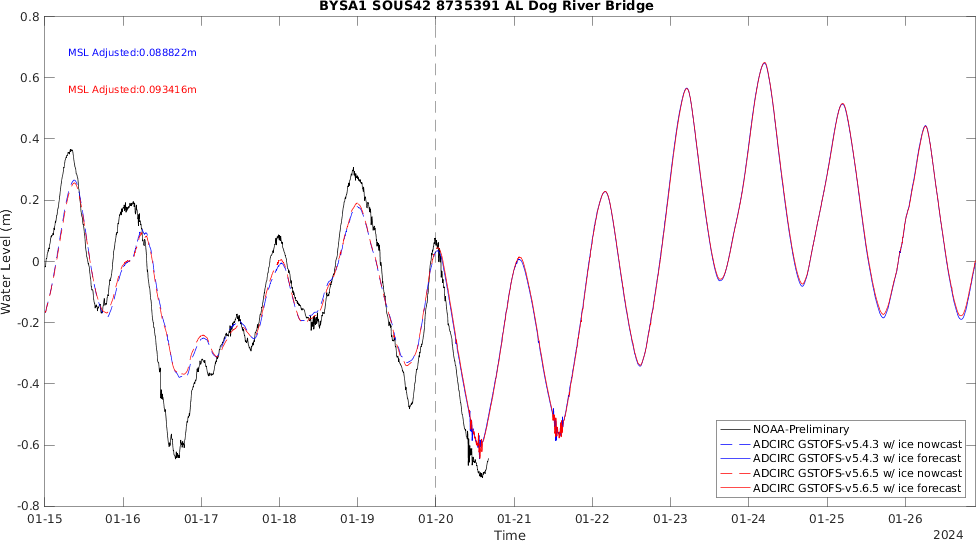 BYSA1 SOUS42 8735391 AL Dog River Bridge
0.8
MSL Adjusted:0.088822m
0.6
MSL Adjusted:0.093416m
0.4
0.2
0
-0.2
-0.4
-0.6
-0.8
Water Level (m)
NOAA-Preliminary
ADCIRC GSTOFS-v5.4.3 w/ ice nowcast
ADCIRC GSTOFS-v5.4.3 w/ ice forecast
ADCIRC GSTOFS-v5.6.5 w/ ice nowcast
ADCIRC GSTOFS-v5.6.5 w/ ice forecast
01-15 01-16 01-17 01-18 01-19 01-20 01-21 01-22 01-23 01-24 01-25 01-26
Time
2024